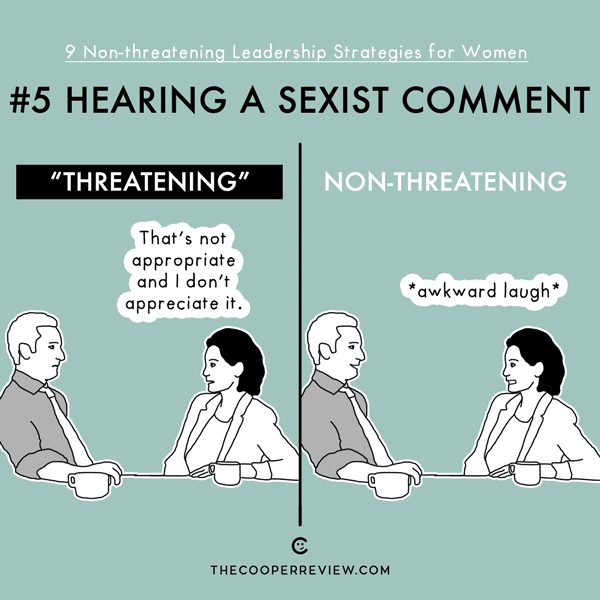 9 Non-threatening Leadership Strategies for Women
#5 HEARING A SEXIST COMMENT
“THREATENING”
That's not
appropriate
and I don't
appreciate it.
NON-THREATENING
*awkward laugh*
THECOOPERREVIEW.COM